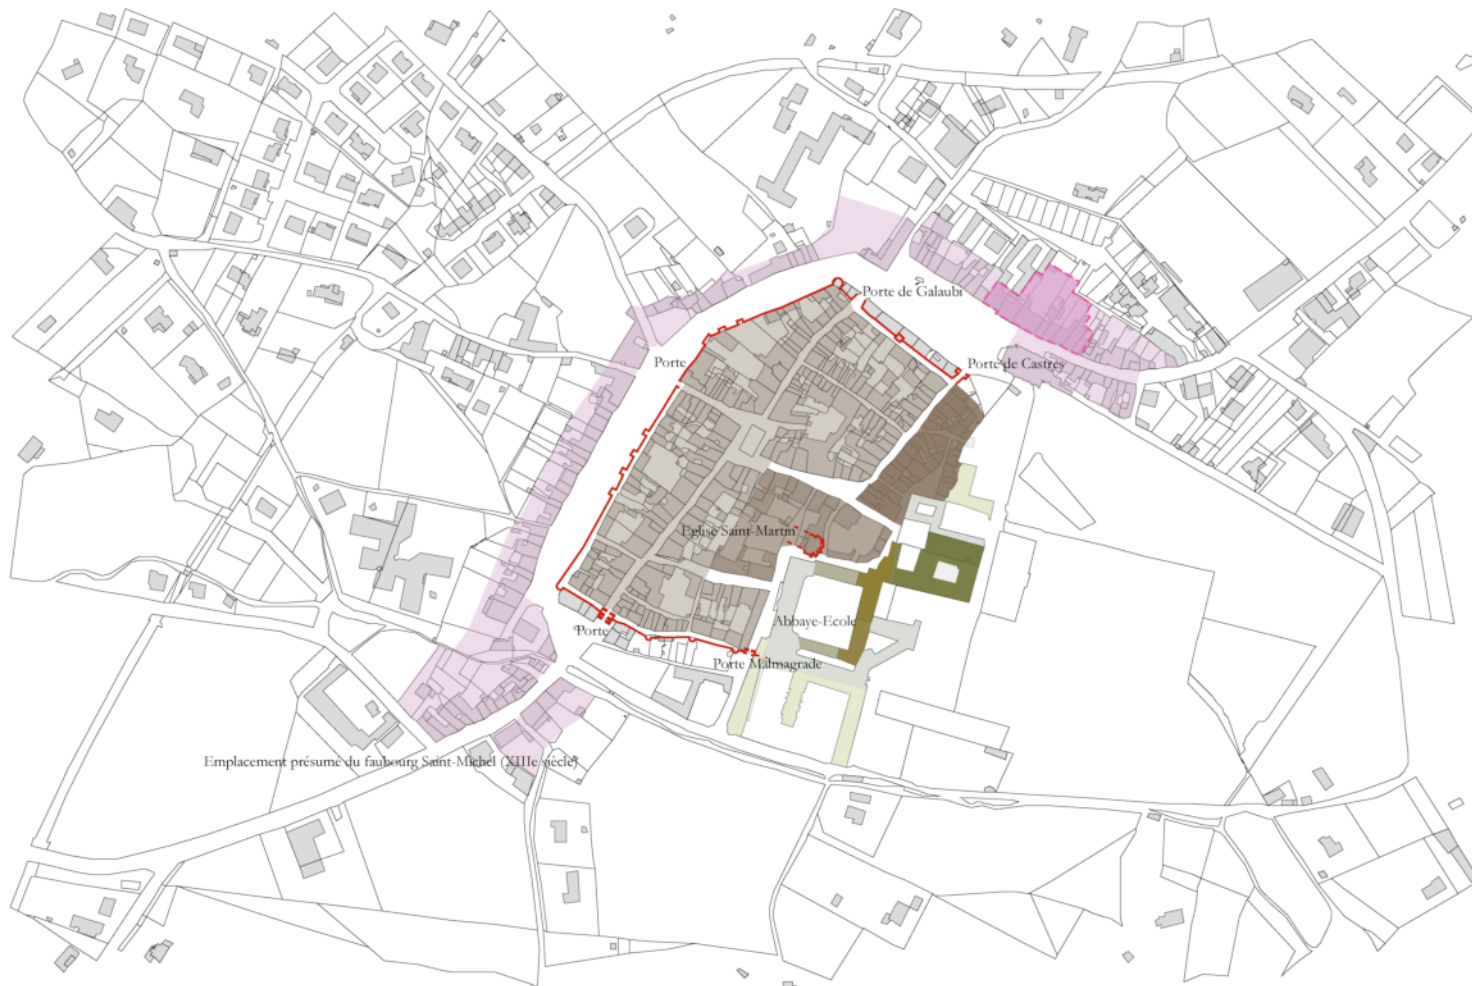 Porte de Galaubi
Porte
Porte de Castres
Eglise Saint-Martin
Abbaye-Ecole
Porte
Porte Malmagrade
Emplacement présumé du faubourg Saint-Michel (XIIIe siècle)